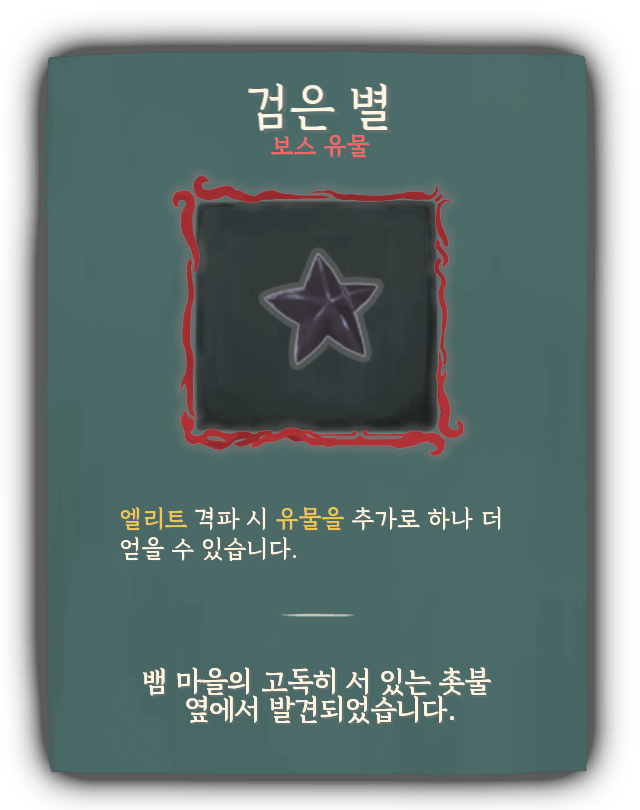 검은 별
보스 유물
엘리트 격파 시 유물을 추가로 하나 더
얻을 수 있습니다.
뱀 마을의 고독히 서 있는 촛불
옆에서 발견되었습니다.